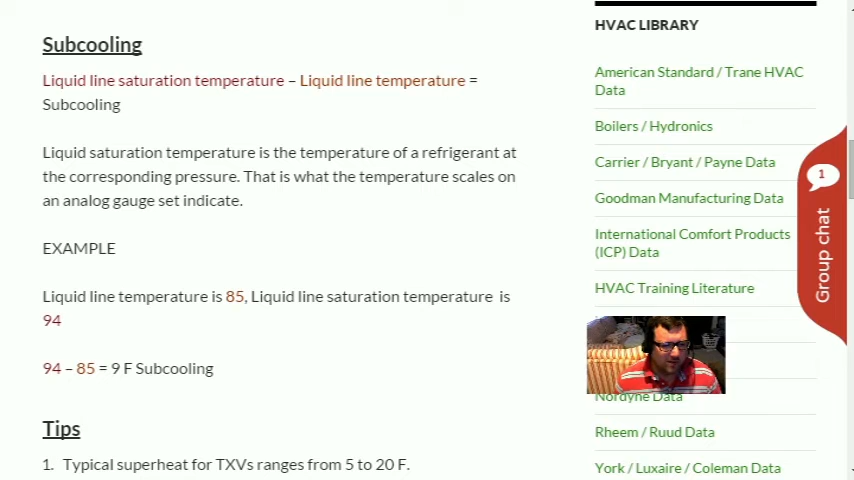 Subcooling
Liquid line saturation temperature – Liquid line temperature =
Subcooling
Liquid saturation temperature is the temperature of a refrigerant at
the corresponding pressure. That is what the temperature scales on
an analog gauge set indicate.
EXAMPLE
Liquid line temperature is 85, Liquid line saturation temperature is
94
94 – 85 = 9 F Subcooling
Tips
1. Typical superheat for TXVs ranges from 5 to 20 F.
HVAC LIBRARY
American Standard / Trane HVAC
Data
Boilers / Hydronics
Carrier / Bryant / Payne Data
Goodman Manufacturing Data
International Comfort Products
(ICP) Data
HVAC Training Literature
Nordyne Data
Rheem / Ruud Data
York / Luxaire / Coleman Data
1
Group chat